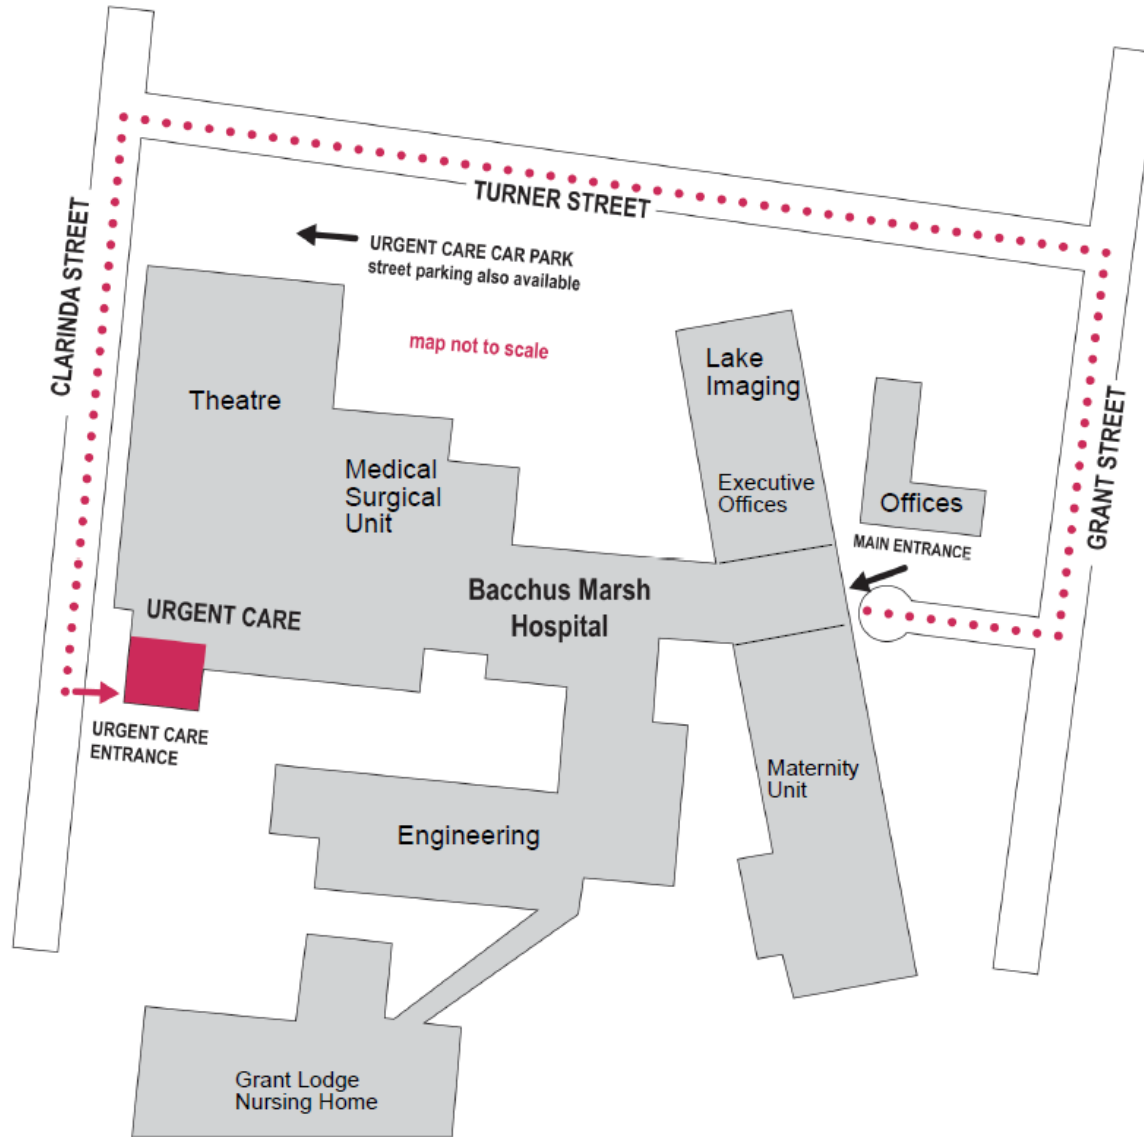 TURNER STREET
CLARINDA STREET
URGENT CARE CAR PARK
street parking also available
map not to scale
Lake
Imaging
Theatre
Medical
Surgical
Unit
Executive
Offices
Offices
GRANT STREET
MAIN ENTRANCE
Bacchus Marsh
Hospital
URGENT CARE
URGENT CARE
ENTRANCE
Maternity
Unit
Engineering
Grant Lodge
Nursing Home